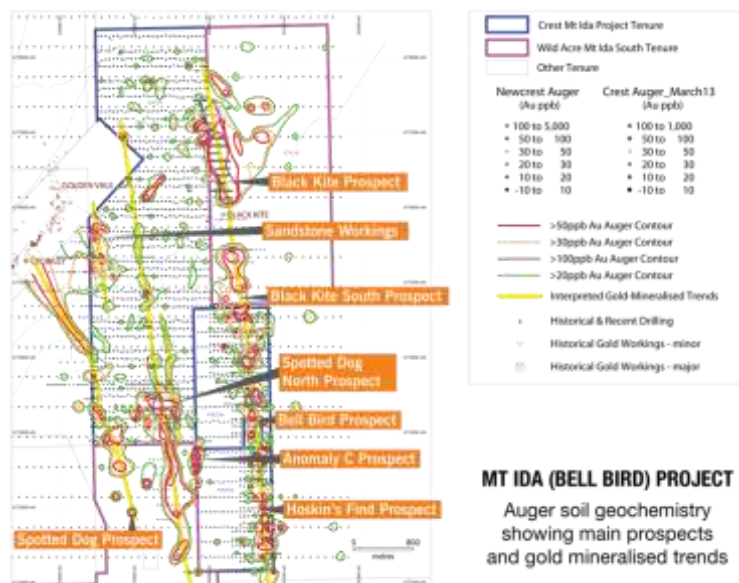 Crest Mt Ida Project Tenure
Wild Acre Mt Ida South Tenure
Other Tenure
Newcrest Auger
(Au ppb)
100 to 5,000
50 to 100
30 to 50
20 to 30
10 to 20
-10 to 10
Crest Auger_March13
(Au ppb)
100 to 1,000
50 to 100
30 to 50
20 to 30
10 to 20
-10 to 10
>50ppb Au Auger Contour
>30ppb Au Auger Contour
>100ppb Au Auger Contour
>20ppb Au Auger Contour
Interpreted Gold-Mineralised Trends
Historical & Recent Drilling
Historical Gold Workings - minor
Historical Gold Workings - major
Black Kite Prospect
BLACK KITE
Sandstone Workings
Black Kite South Prospect
Spotted Dog
North Prospect
Bell Bird Prospect
Anomaly C Prospect
Hoskin's Find Prospect
Spotted Dog Prospect
0 800
metres
MT IDA (BELL BIRD) PROJECT
Auger soil geochemistry
showing main prospects
and gold mineralised trends